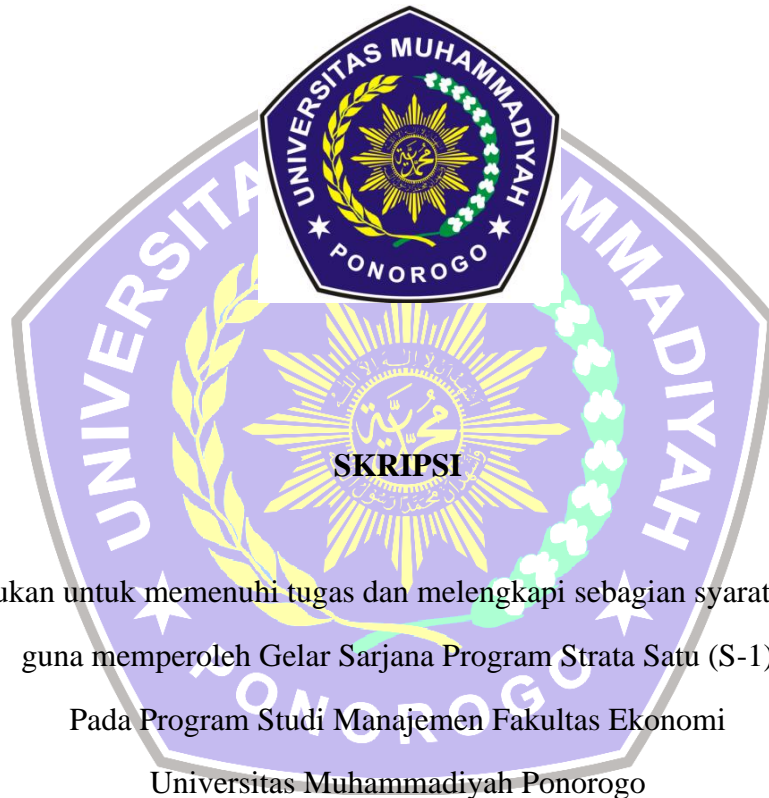 UNIVERSITAS MUHAMMADIYAH
PONOROGO
محمد
SKRIPSI
ukan untuk memenuhi tugas dan melengkapi sebagian syarat
guna memperoleh Gelar Sarjana Program Strata Satu (S-1)
Pada Program Studi Manajemen Fakultas Ekonomi
Universitas Muhammadiyah Ponorogo